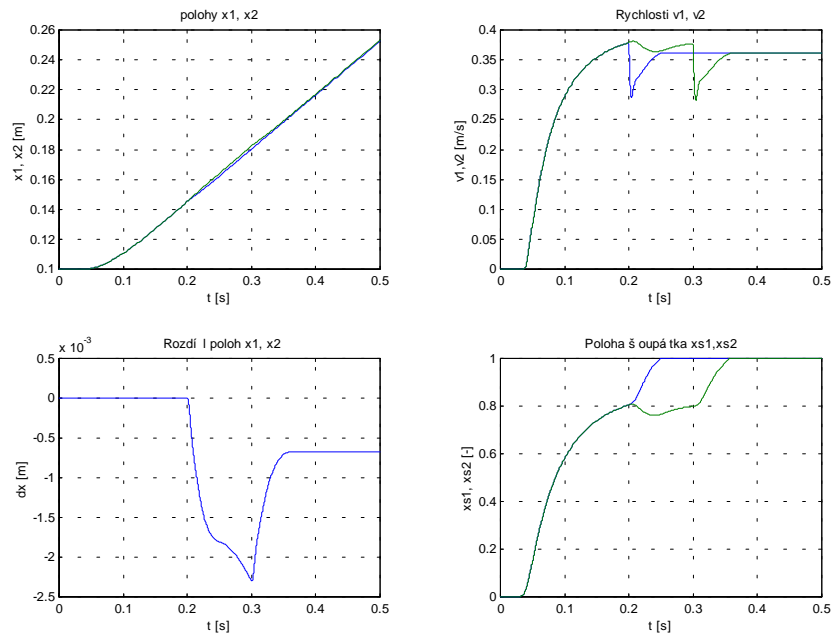 polohy x1, x2
0.26
0.24
0.22
0.2
0.18
0.16
0.14
0.12
0.1
x1, x2 [m]
0 0.1 0.2 0.3 0.4 0.5
t [s]
Rychlosti v1, v2
0.4
0.35
0.3
0.25
0.2
0.15
0.1
0.05
0
v1,v2 [m/s]
0 0.1 0.2 0.3 0.4 0.5
t [s]
x 10^-3
Rozdí l poloh x1, x2
0.5
0
-0.5
-1
-1.5
-2
-2.5
dx [m]
0 0.1 0.2 0.3 0.4 0.5
t [s]
Poloha š oupá tka xs1,xs2
1
0.8
0.6
0.4
0.2
0
xs1, xs2 [-]
0 0.1 0.2 0.3 0.4 0.5
t [s]